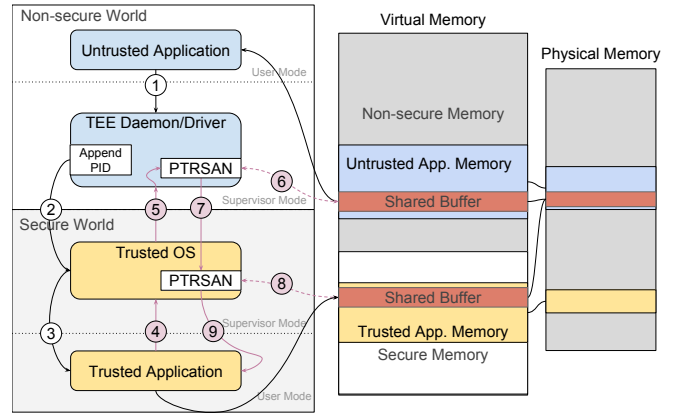 Non-secure World
Untrusted Application
User Mode
1
TEE Daemon/Driver
Append
PID
PTRSAN
6
2
5
7
Supervisor Mode
Secure World
Trusted OS
PTRSAN
8
3
4
9
Supervisor Mode
Trusted Application
User Mode
Virtual Memory
Non-secure Memory
Untrusted App. Memory
Shared Buffer
Shared Buffer
Trusted App. Memory
Secure Memory
Physical Memory